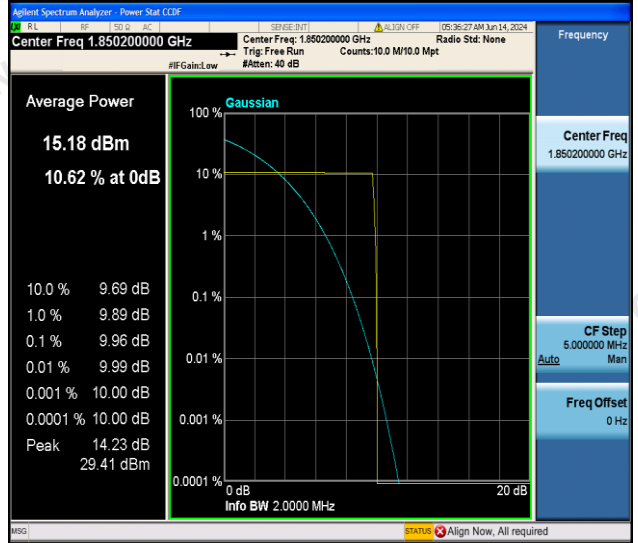 Agilent Spectrum Analyzer - Power Stat CCDF
RL RF 50 Ω AC SENSE:INT ALIGN OFF 05:36:27 AM Jun 14, 2024
Center Freq 1.850200000 GHz
Center Freq: 1.850200000 GHz Radio Std: None
Trig: Free Run Counts:10.0 M/10.0 Mpt
#IFGain:Low #Atten: 40 dB
Frequency
Average Power
15.18 dBm
10.62 % at 0dB
10.0 % 9.69 dB
1.0 % 9.89 dB
0.1 % 9.96 dB
0.01 % 9.99 dB
0.001 % 10.00 dB
0.0001 % 10.00 dB
Peak 14.23 dB
29.41 dBm
Gaussian
100 %
10 %
1 %
0.1 %
0.01 %
0.001 %
0.0001 %
0 dB 20 dB
Info BW 2.0000 MHz
Center Freq
1.850200000 GHz
CF Step
5.000000 MHz
Auto Man
Freq Offset
0 Hz
MSG STATUS Align Now, All required